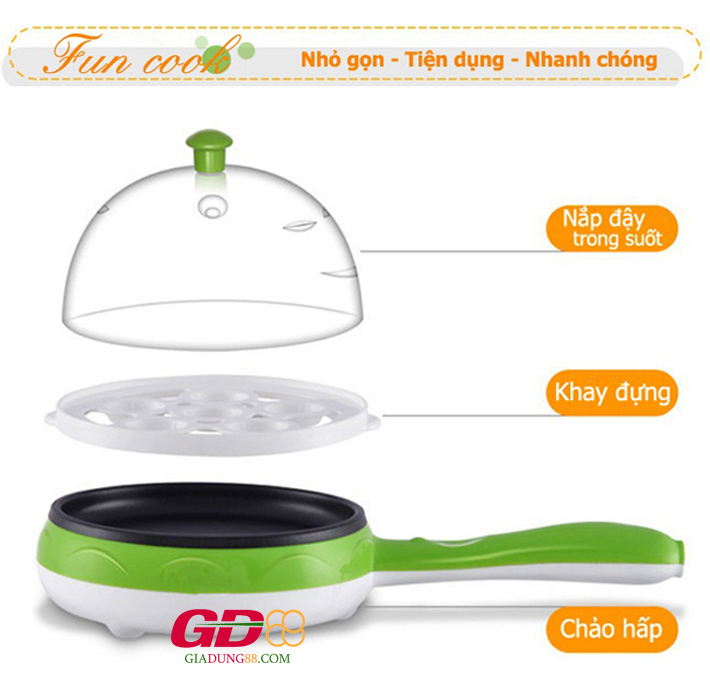 Fun cook
Nhỏ gọn - Tiện dụng - Nhanh chóng
Nắp đậy
trong suốt
Khay đựng
Chảo hấp
GD88
GIADUNG88.COM